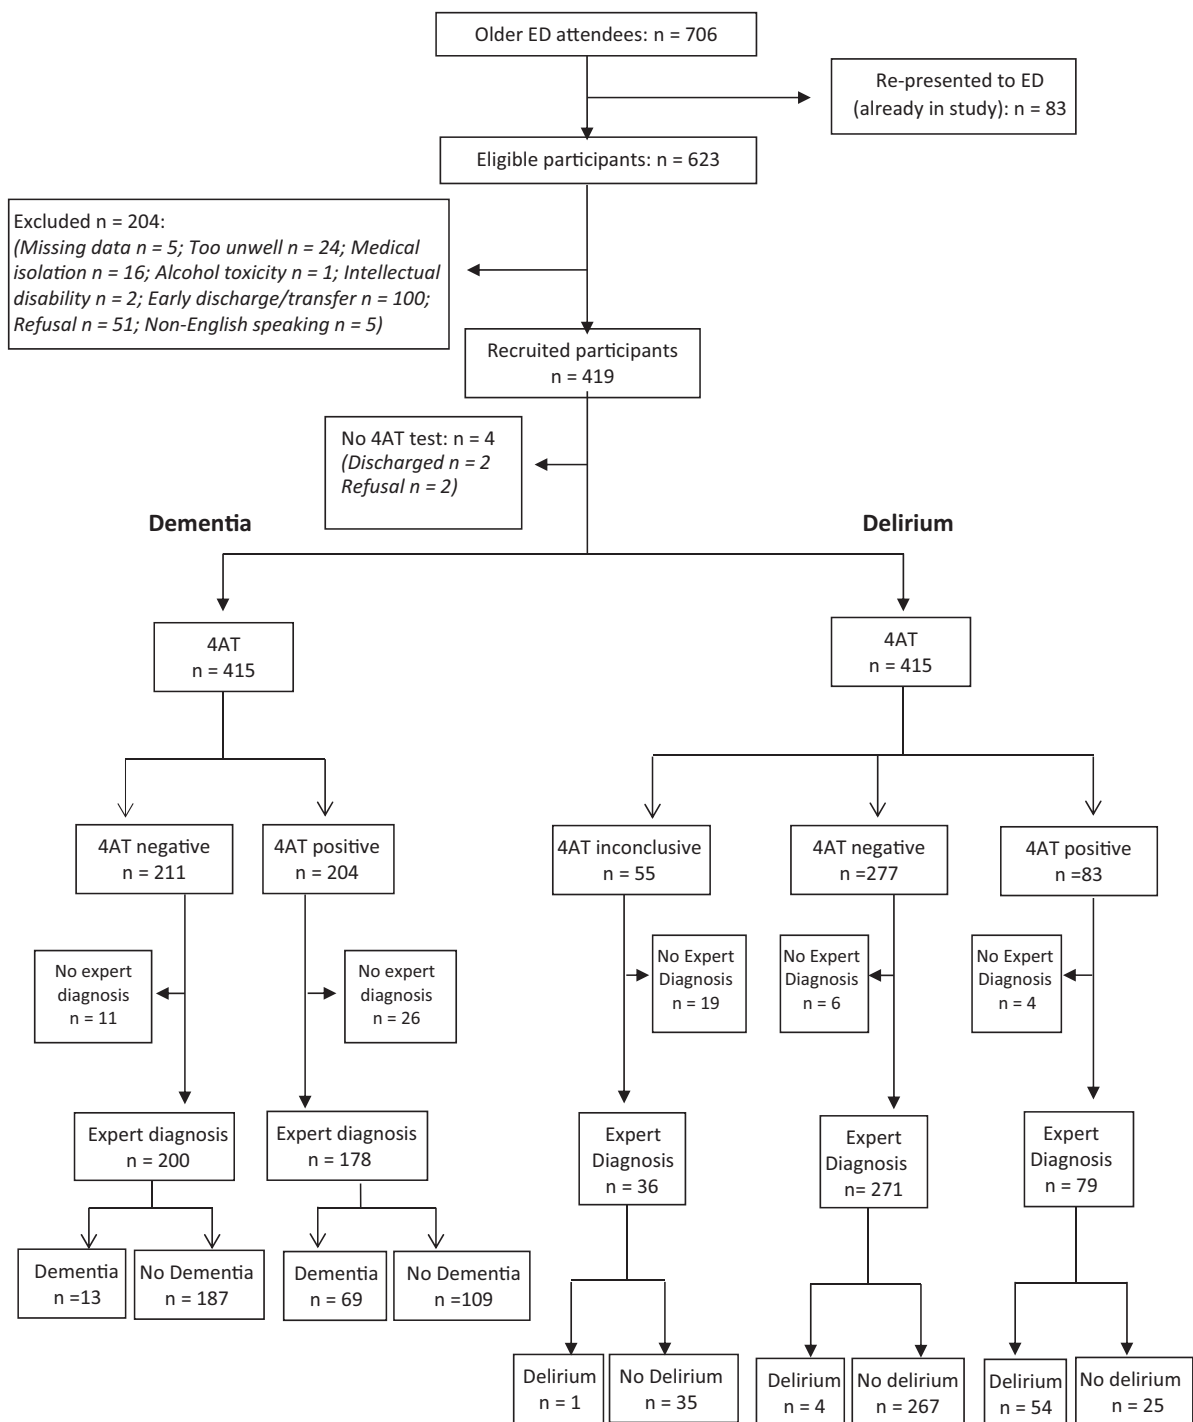 Older ED attendees: n = 706
Re-presented to ED
(already in study): n = 83
Eligible participants: n = 623
Excluded n = 204:
(Missing data n = 5; Too unwell n = 24; Medical
isolation n = 16; Alcohol toxicity n = 1; Intellectual
disability n = 2; Early discharge/transfer n = 100;
Refusal n = 51; Non-English speaking n = 5)
Recruited participants
n = 419
No 4AT test: n = 4
(Discharged n = 2
Refusal n = 2)
Dementia
Delirium
4AT
n = 415
4AT
n = 415
4AT negative
n = 211
4AT positive
n = 204
4AT inconclusive
n = 55
4AT negative
n =277
4AT positive
n =83
No expert
diagnosis
n = 11
No expert
diagnosis
n = 26
No Expert
Diagnosis
n = 19
No Expert
Diagnosis
n = 6
No Expert
Diagnosis
n = 4
Expert diagnosis
n = 200
Expert diagnosis
n = 178
Expert
Diagnosis
n = 36
Expert
Diagnosis
n= 271
Expert
Diagnosis
n = 79
Dementia
n =13
No Dementia
n = 187
Dementia
n = 69
No Dementia
n =109
Delirium
n = 1
No Delirium
n = 35
Delirium
n = 4
No delirium
n = 267
Delirium
n = 54
No delirium
n = 25